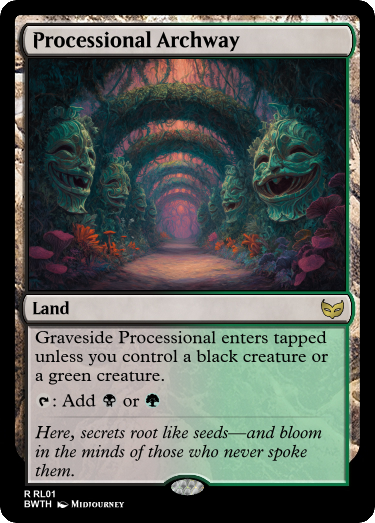 Processional Archway
Land
Graveside Processional enters tapped
unless you control a black creature or
a green creature.
: Add or
Here, secrets root like seeds—and bloom
in the minds of those who never spoke
them.
R RL01
BWTH Midjourney